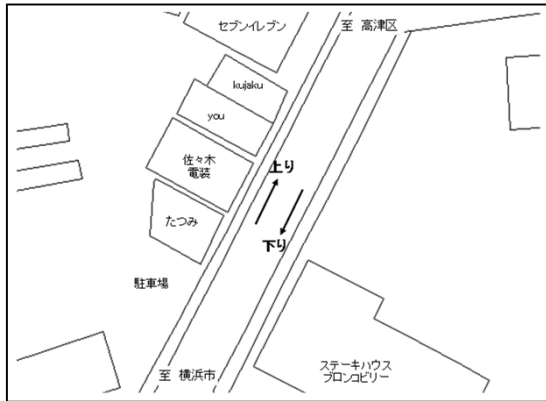 セブンイレブン
至 高津区
kujaku
you
佐々木
電装
上り
たつみ
下り
駐車場
至 横浜市
ステーキハウス
ブロンコビリー